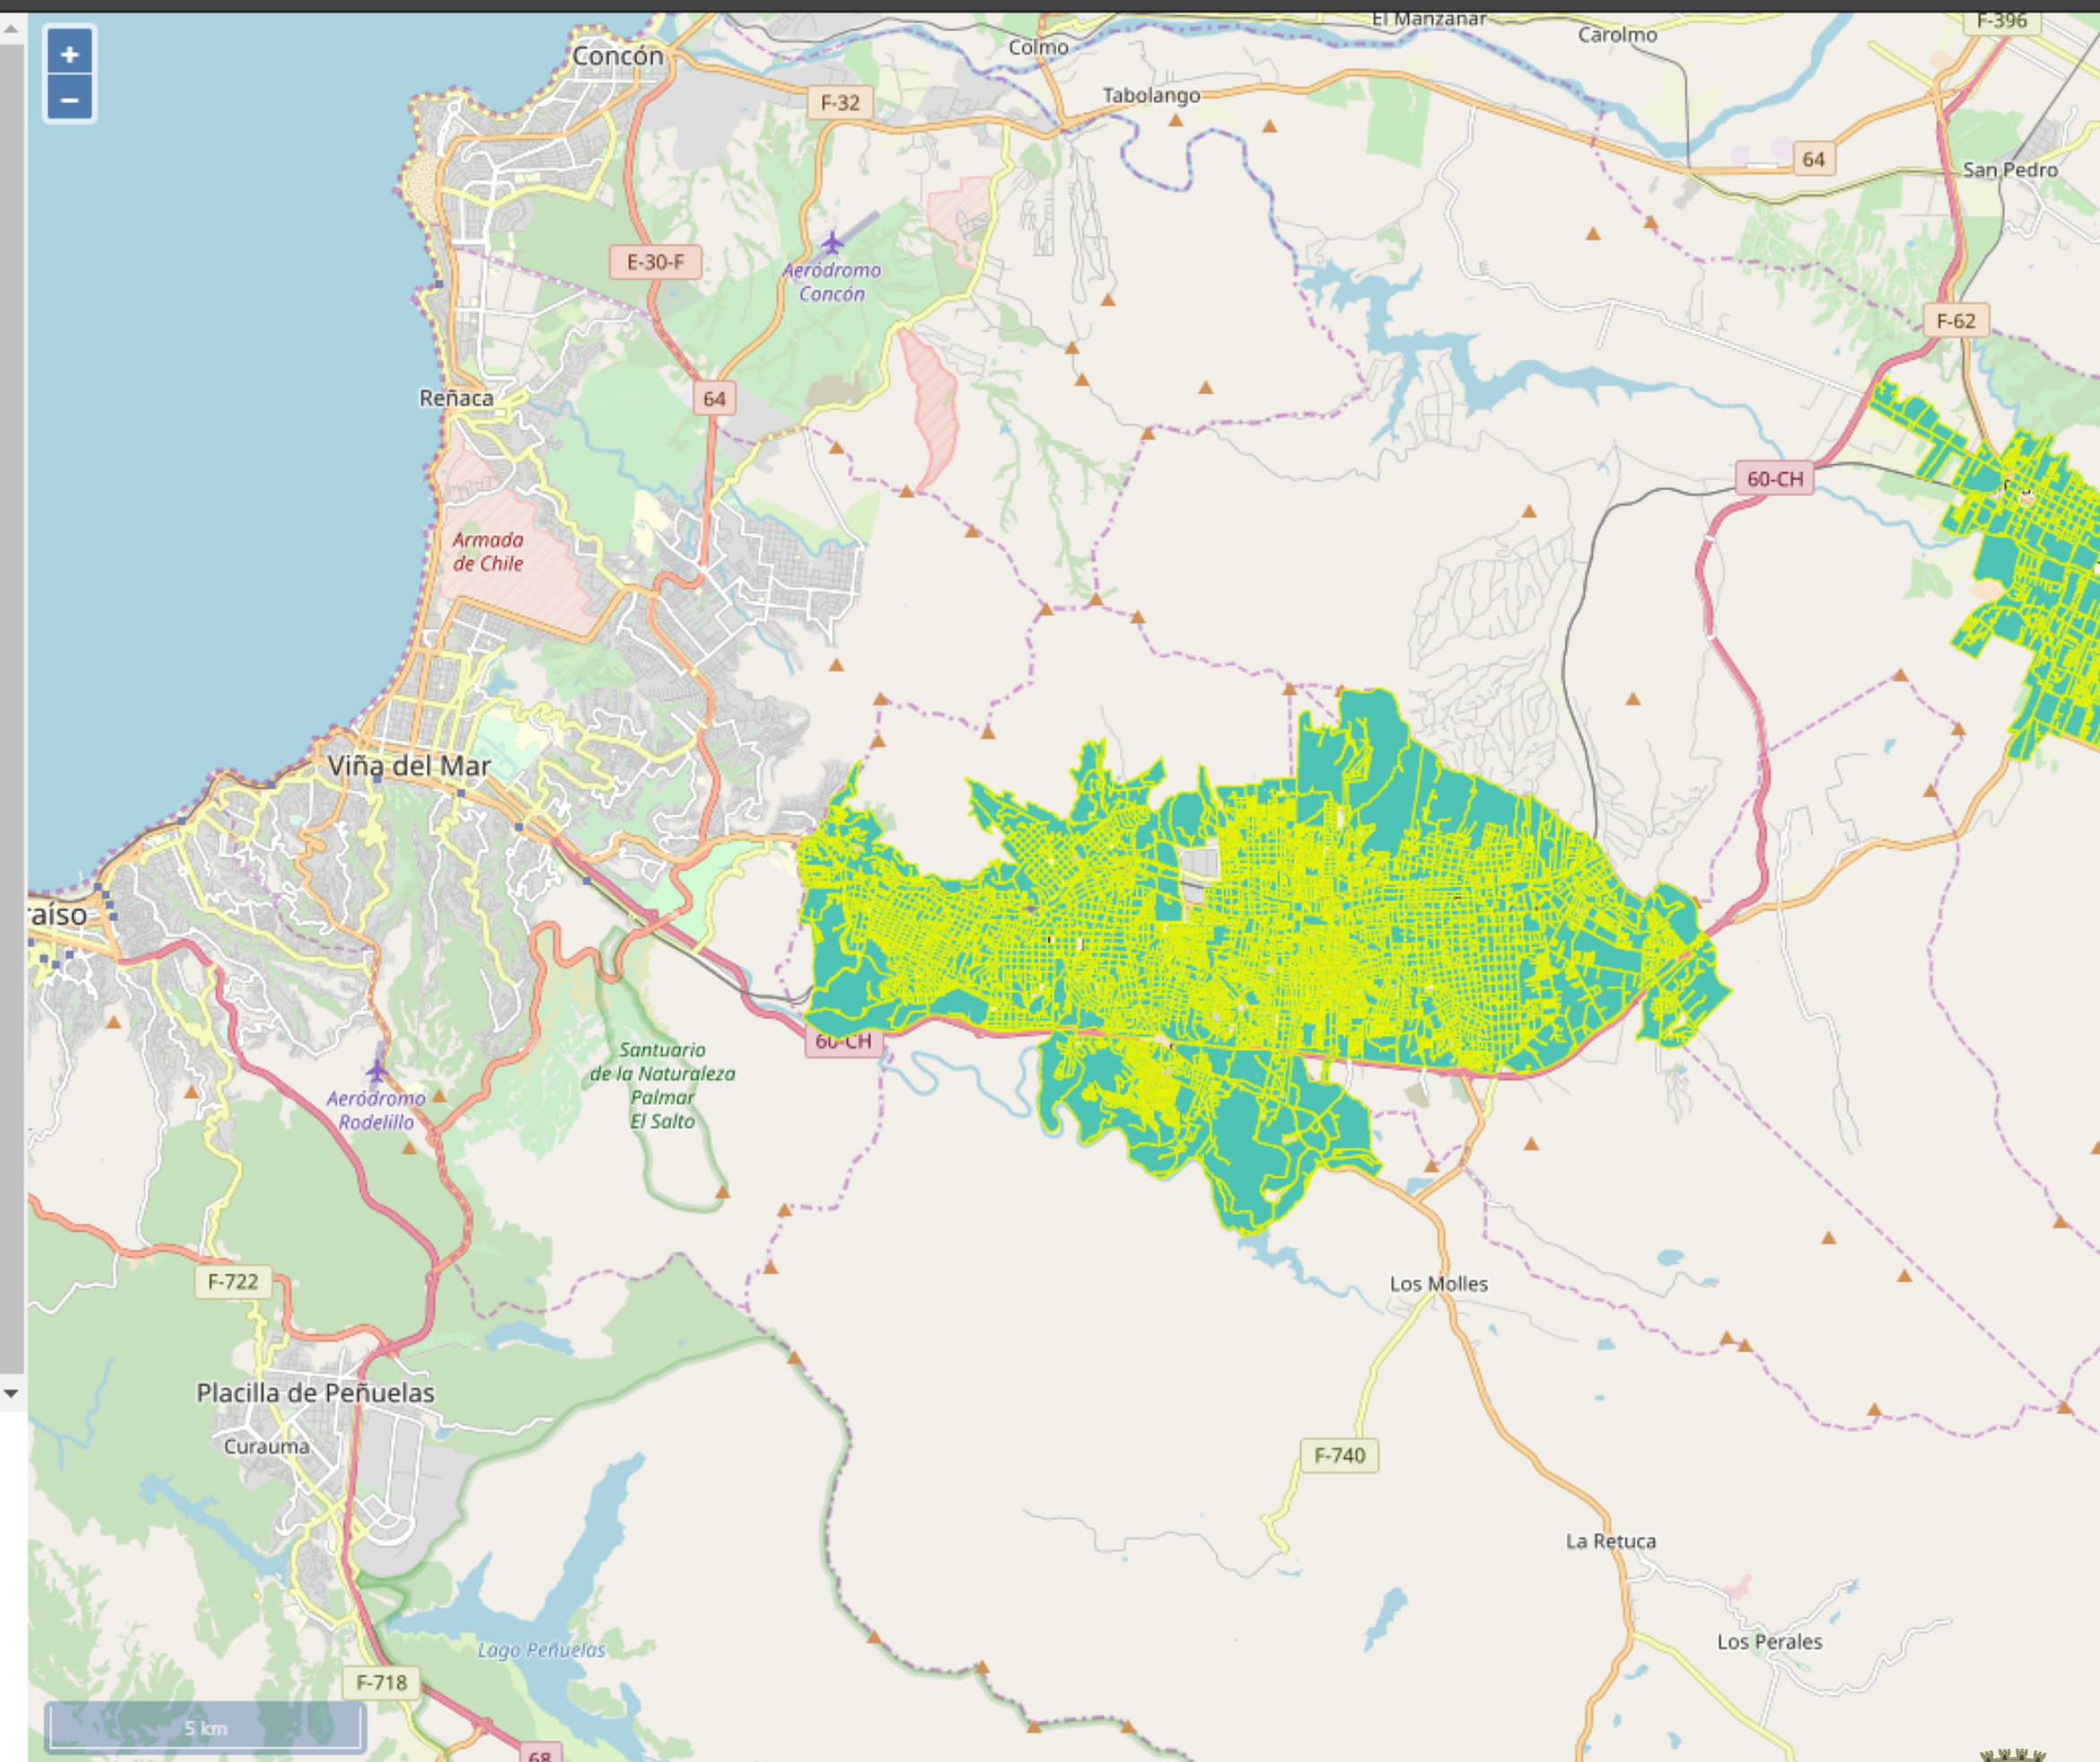 El Manzanar
F-396
Carolmo
Colmo
Concón
+
−
Tabolango
F-32
64
San Pedro
E-30-F
Aeródromo
Concón
F-62
Reñaca
64
60-CH
Armada
de Chile
Viña del Mar
raíso
60-CH
Santuario
de la Naturaleza
Palmar
El Salto
Aeródromo
Rodelillo
F-722
Los Molles
Placilla de Peñuelas
Curauma
F-740
La Retuca
Los Perales
Lago Peñuelas
F-718
5 km
68